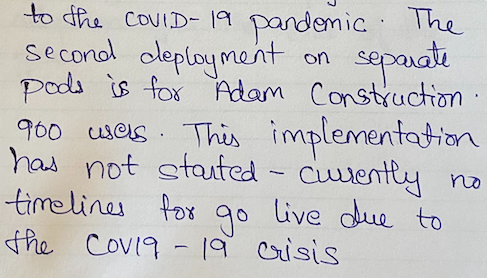 to the COVID-19 pandemic. The
second deployment on separate
pods is for Adam Construction.
900 users. This implementation
has not started - currently no
timelines for go live due to
the COVI9 - 19 crisis